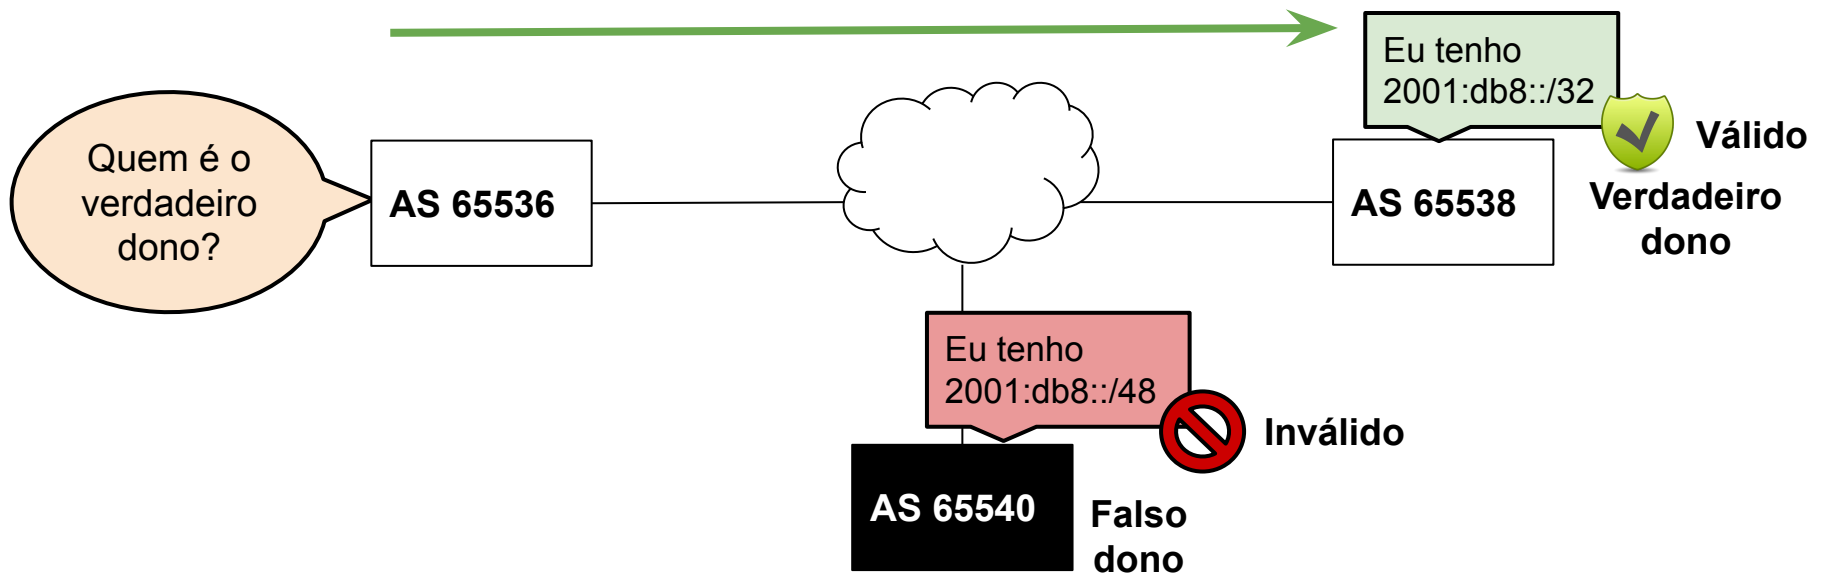 Eu tenho
2001:db8::/32
Válido
Quem é o
verdadeiro
dono?
AS 65536
AS 65538
Verdadeiro
dono
Eu tenho
2001:db8::/48
Inválido
AS 65540
Falso
dono